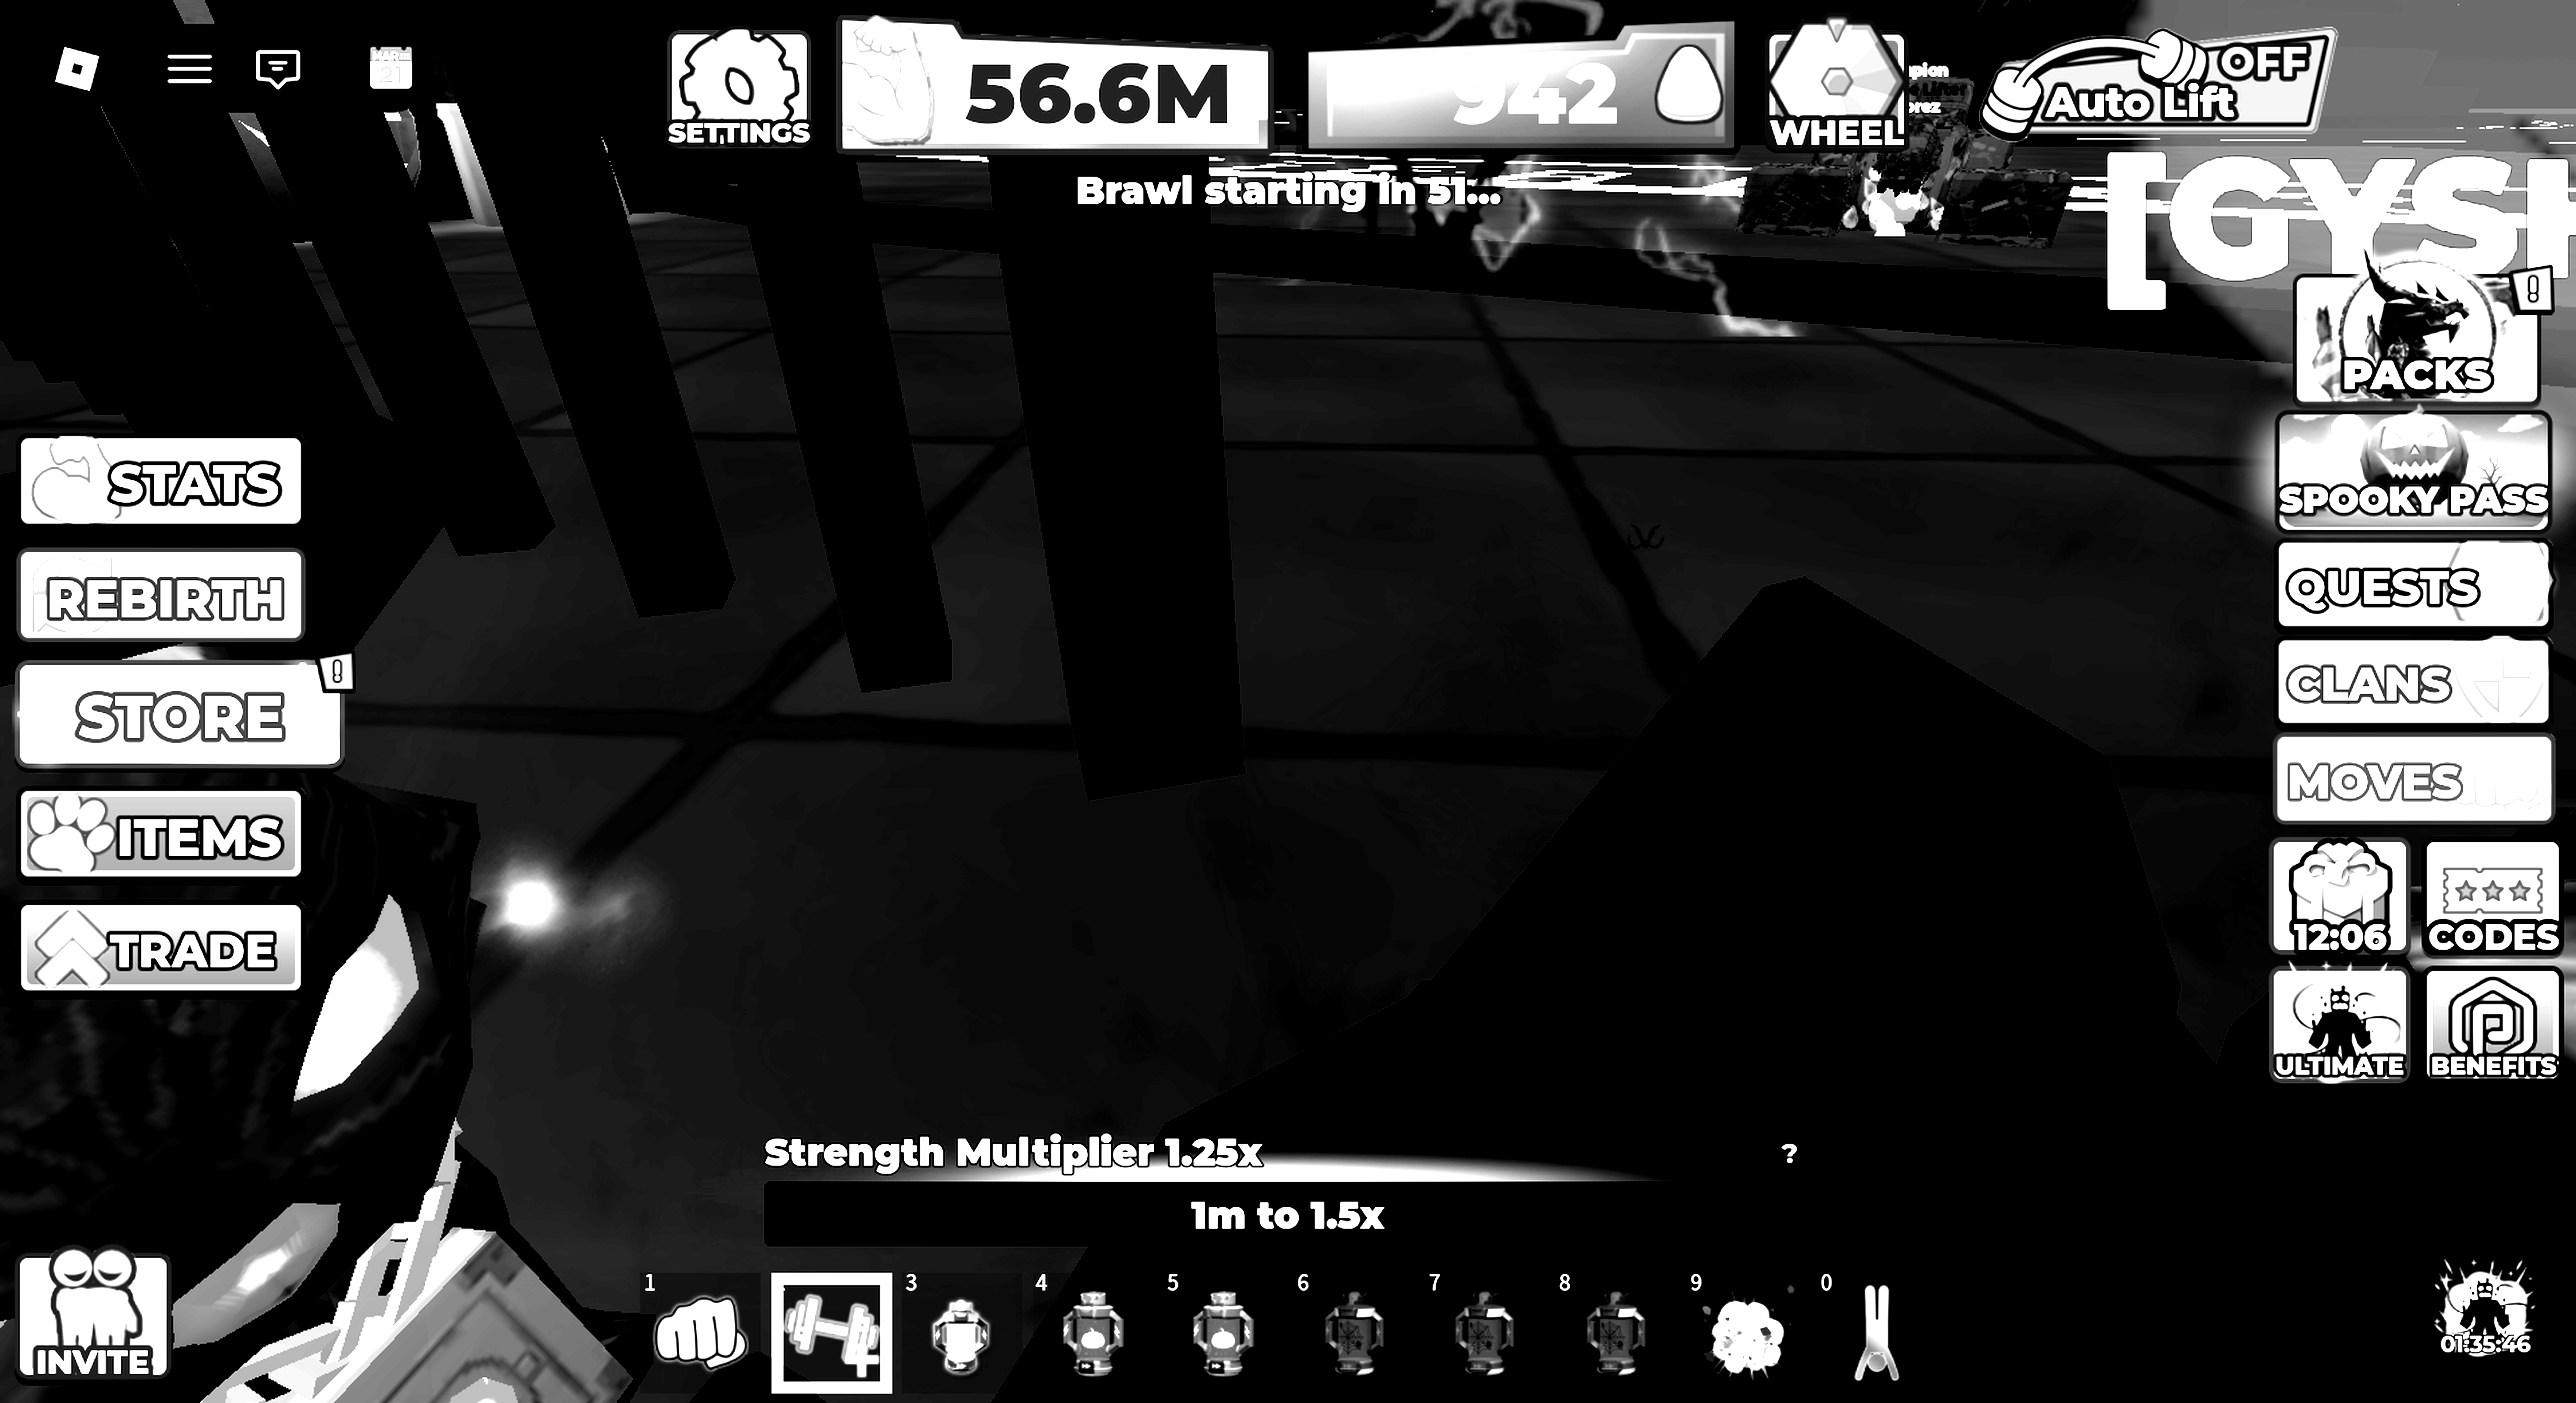 SETTINGS
56.6M
942
WHEEL
OFF
Auto Lift
Brawl starting in 51...
[GYSH
PACKS
SPOOKY PASS
QUESTS
CLANS
MOVES
12:06
CODES
ULTIMATE
BENEFITS
STATS
REBIRTH
STORE
ITEMS
TRADE
INVITE
Strength Multiplier 1.25x
?
1m to 1.5x
1
3
4
5
6
7
8
9
0
01:35:46
21